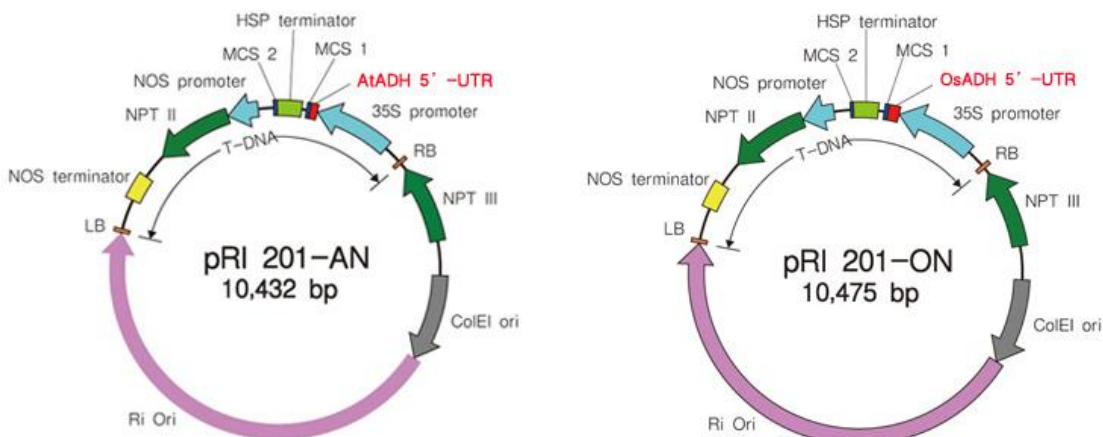 HSP terminator
MCS 2
MCS 1
NOS promoter
AtADH 5' -UTR
NPT II
35S promoter
T-DNA
RB
NOS terminator
NPT III
LB
pRI 201-AN
10,432 bp
ColEI ori
Ri Ori
HSP terminator
MCS 2
MCS 1
NOS promoter
OsADH 5' -UTR
NPT II
35S promoter
T-DNA
RB
NOS terminator
NPT III
LB
pRI 201-ON
10,475 bp
ColEI ori
Ri Ori